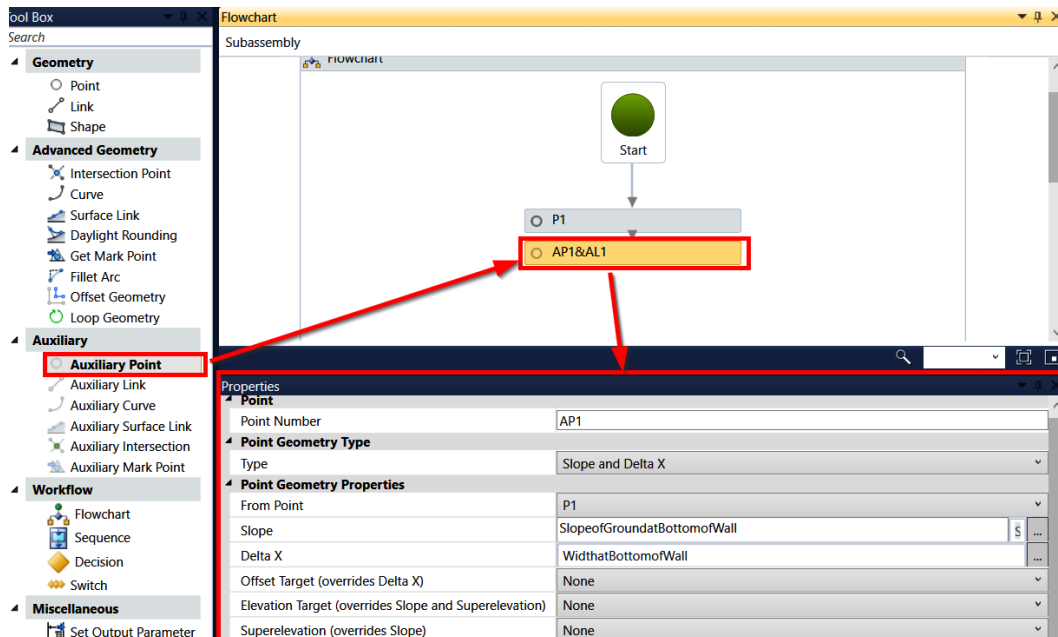 ool Box
Search
Geometry
Point
Link
Shape
Advanced Geometry
Intersection Point
Curve
Surface Link
Daylight Rounding
Get Mark Point
Fillet Arc
Offset Geometry
Loop Geometry
Auxiliary
Auxiliary Point
Auxiliary Link
Auxiliary Curve
Auxiliary Surface Link
Auxiliary Intersection
Auxiliary Mark Point
Workflow
Flowchart
Sequence
Decision
Switch
Miscellaneous
Set Output Parameter
Flowchart
Subassembly
Flowchart
Start
P1
AP1&AL1
Properties
Point
Point Number AP1
Point Geometry Type
Type Slope and Delta X
Point Geometry Properties
From Point P1
Slope SlopeofGroundatBottomofWall S ...
Delta X WidthatBottomofWall ...
Offset Target (overrides Delta X) None
Elevation Target (overrides Slope and Superelevation) None
Superelevation (overrides Slope) None